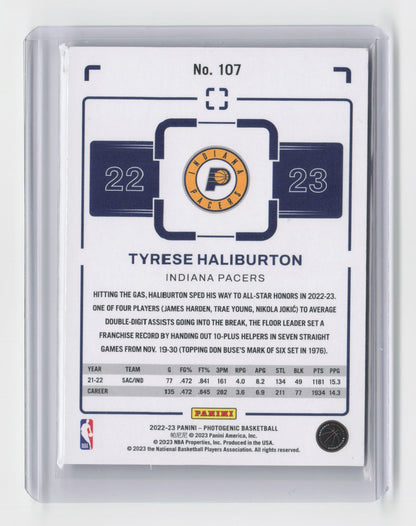 No. 107
22
INDIANA
P
PACERS
23
TYRESE HALIBURTON
INDIANA PACERS
HITTING THE GAS, HALIBURTON SPED HIS WAY TO ALL-STAR HONORS IN 2022-23.
ONE OF FOUR PLAYERS (JAMES HARDEN, TRAE YOUNG, NIKOLA JOKIĆ) TO AVERAGE
DOUBLE-DIGIT ASSISTS GOING INTO THE BREAK, THE FLOOR LEADER SET A
FRANCHISE RECORD BY HANDING OUT 10-PLUS HELPERS IN SEVEN STRAIGHT
GAMES FROM NOV. 19-30 (TOPPING DON BUSE'S MARK OF SIX SET IN 1976).
YEAR TEAM G FG% FT% 3PM RPG APG STL BLK PTS PPG
21-22 SAC/IND 77 .472 .841 161 4.0 8.2 134 49 1181 15.3
CAREER 135 .472 .845 282 3.6 6.9 211 77 1934 14.3
PANINI
NBA
2022-23 PANINI – PHOTOGENIC BASKETBALL
帕尼尼 © 2023 Panini America, Inc.
© 2023 NBA Properties, Inc. Produced in the USA.
© 2023 the National Basketball Players Association. All rights reserved.